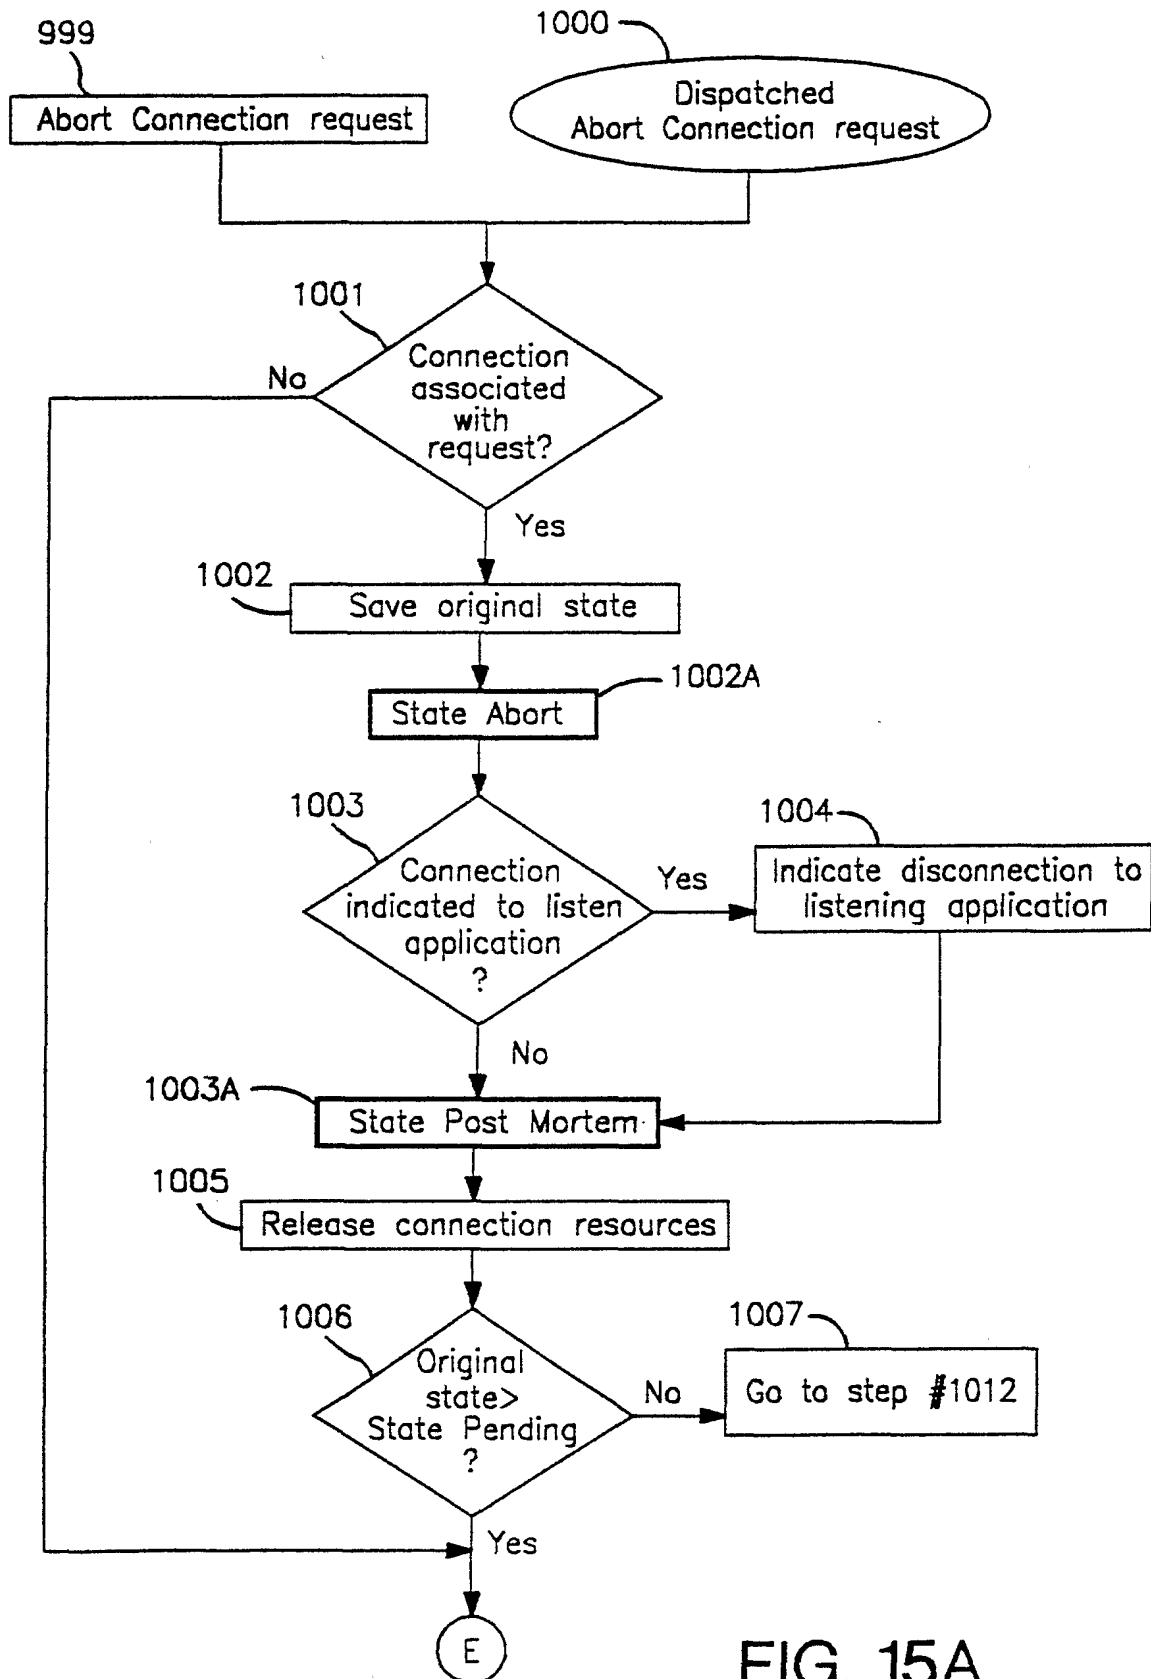 999
1000
Abort Connection request
Dispatched
Abort Connection request
1001
Connection
associated
with
request?
No
Yes
1002
Save original state
1002A
State Abort
1003
Connection
indicated to listen
application
?
Yes
1004
Indicate disconnection to
listening application
No
1003A
State Post Mortem
1005
Release connection resources
1006
Original
state>
State Pending
?
No
1007
Go to step #1012
Yes
E
FIG. 15A